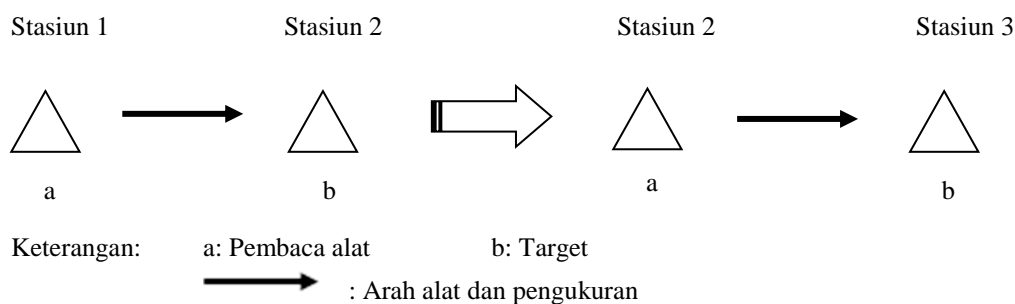 Stasiun 1 Stasiun 2 Stasiun 2 Stasiun 3
a b a b
Keterangan: a: Pembaca alat b: Target
: Arah alat dan pengukuran